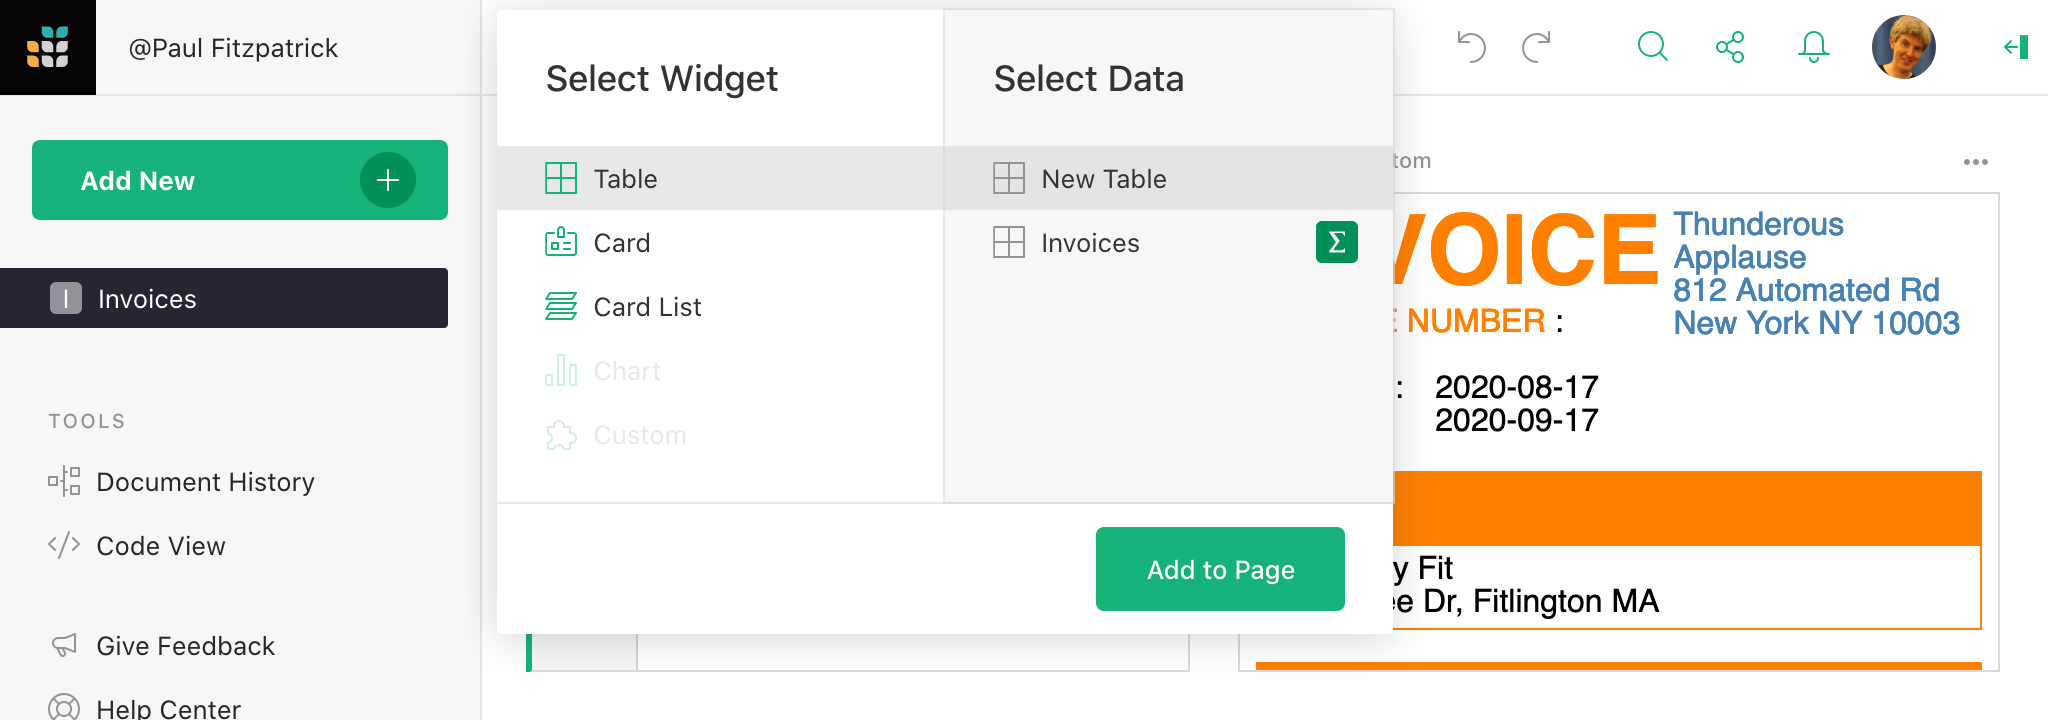 @Paul Fitzpatrick
Add New
I Invoices
TOOLS
Document History
Code View
Give Feedback
Help Center
Select Widget
Table
Card
Card List
Chart
Custom
Select Data
New Table
Invoices Σ
Add to Page
tom
VOICE
Thunderous
Applause
812 Automated Rd
New York NY 10003
E NUMBER :
: 2020-08-17
2020-09-17
y Fit
ee Dr, Fitlington MA